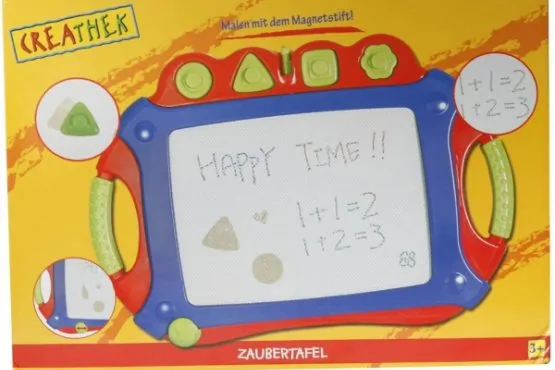 CREATHEK
Malen mit dem Magnetstift!
1+1=2
1+2=3
HAPPY TIME!!
1+1=2
1+2=3
ZAUBERTAFEL
3+